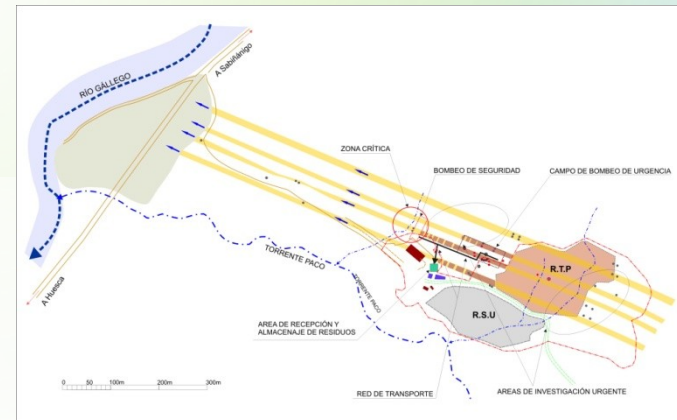 RÍO GÁLLEGO
A Sabiñánigo
ZONA CRÍTICA
BOMBEO DE SEGURIDAD
CAMPO DE BOMBEO DE URGENCIA
TORRENTE PACO
TORRENTE PACO
R.T.P
R.S.U
A Huesca
AREA DE RECEPCIÓN Y
ALMACENAJE DE RESIDUOS
RED DE TRANSPORTE
AREAS DE INVESTIGACIÓN URGENTE
0 50 100m 200m 300m